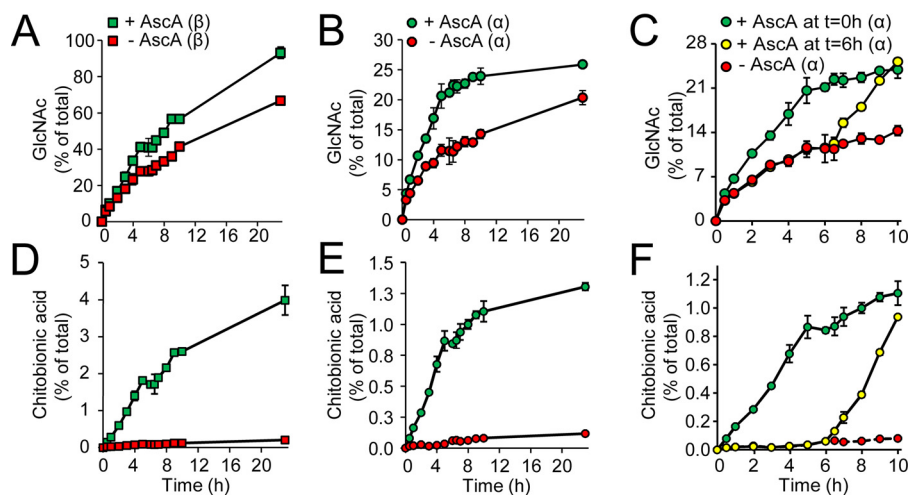 A
+ AscA (β)
- AscA (β)
GlcNAc
(% of total)
100
80
60
40
20
0
0 4 8 12 16 20
B
+ AscA (α)
- AscA (α)
GlcNAc
(% of total)
30
25
20
15
10
5
0
0 4 8 12 16 20
C
+ AscA at t=0h (α)
+ AscA at t=6h (α)
- AscA (α)
GlcNAc
(% of total)
28
21
14
7
0
0 2 4 6 8 10
D
Chitobionic acid
(% of total)
5
4
3
2
1
0
0 4 8 12 16 20
Time (h)
E
Chitobionic acid
(% of total)
1.5
1.3
1.0
0.8
0.5
0.3
0.0
0 4 8 12 16 20
Time (h)
F
Chitobionic acid
(% of total)
1.2
1.0
0.8
0.6
0.4
0.2
0.0
0 2 4 6 8 10
Time (h)